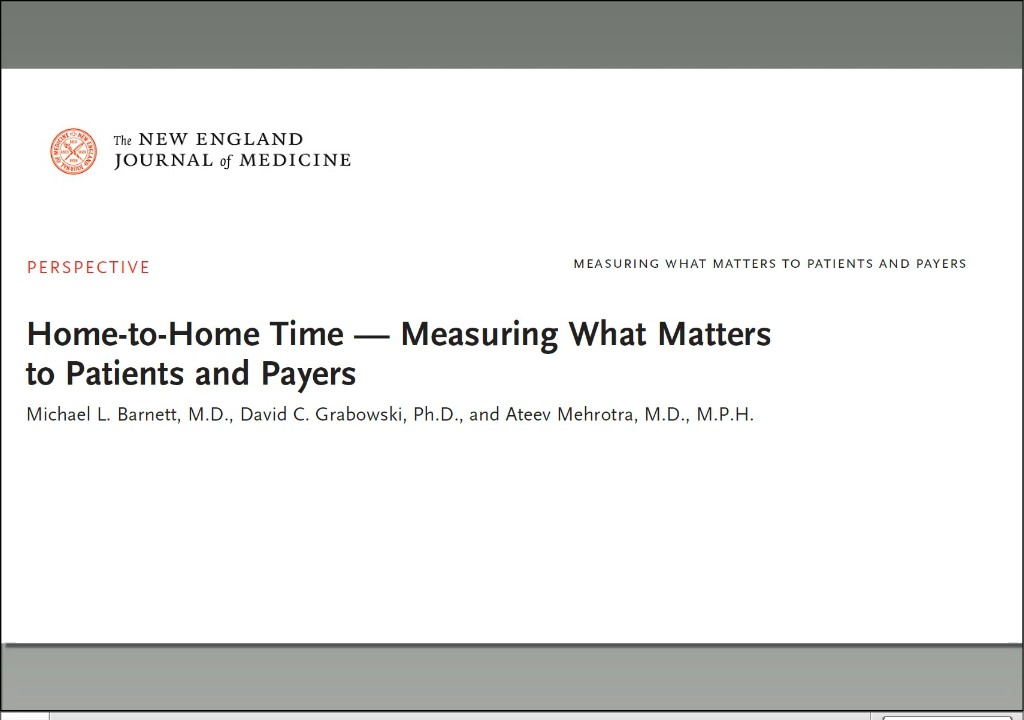 The NEW ENGLAND
JOURNAL of MEDICINE
PERSPECTIVE
MEASURING WHAT MATTERS TO PATIENTS AND PAYERS
Home-to-Home Time — Measuring What Matters
to Patients and Payers
Michael L. Barnett, M.D., David C. Grabowski, Ph.D., and Ateev Mehrotra, M.D., M.P.H.